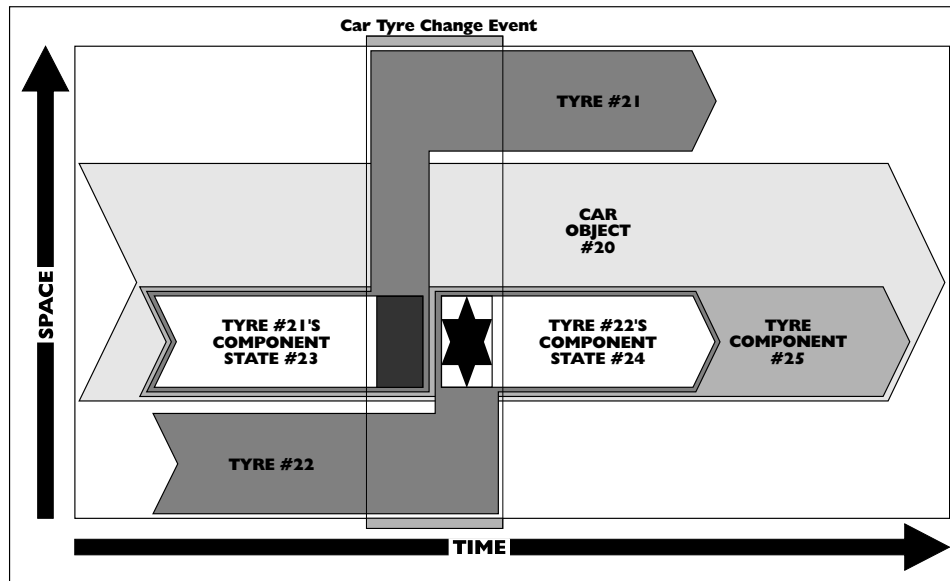 Car Tyre Change Event
TYRE #21
CAR
OBJECT
#20
SPACE
TYRE #21'S
COMPONENT
STATE #23
TYRE #22'S
COMPONENT
STATE #24
TYRE
COMPONENT
#25
TYRE #22
TIME